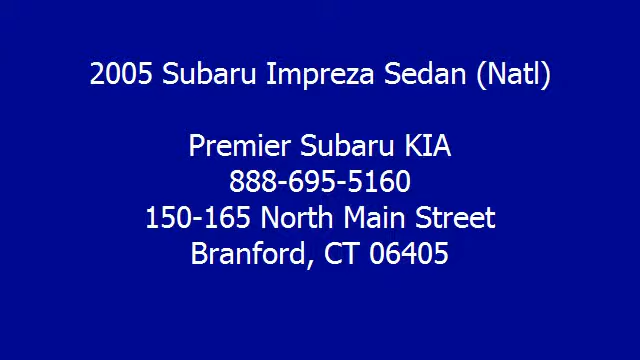 2005 Subaru Impreza Sedan (Natl)
Premier Subaru KIA
888-695-5160
150-165 North Main Street
Branford, CT 06405